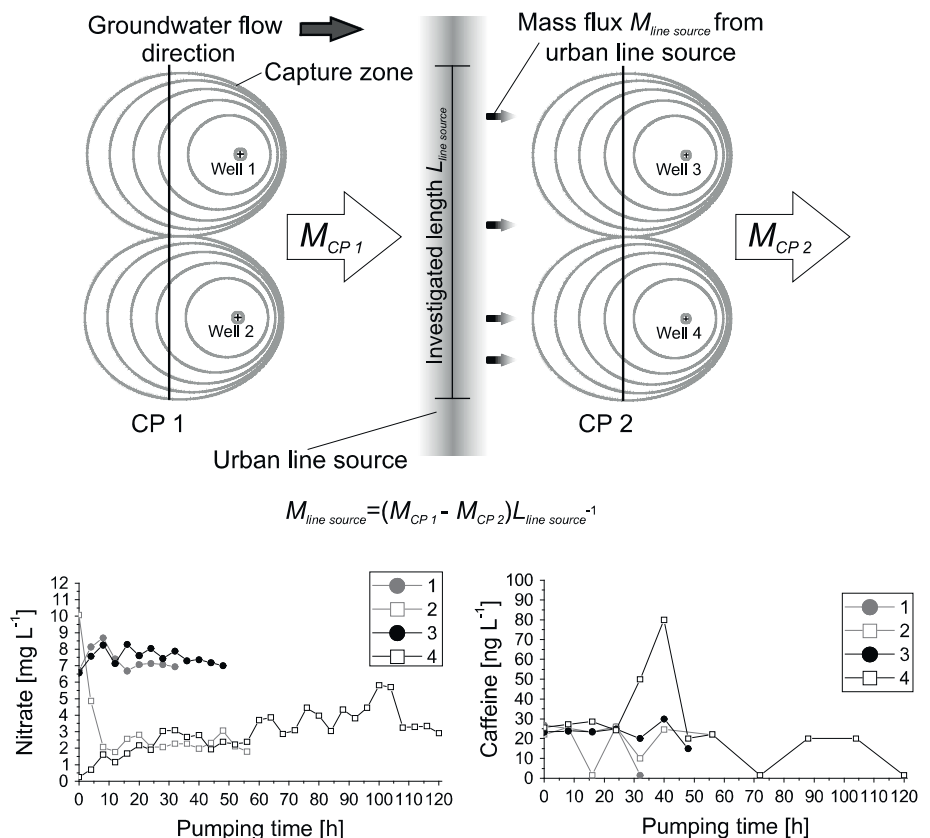 Groundwater flow direction
Capture zone
Mass flux M line source from urban line source
Well 1
Well 3
Investigated length L line source
M CP 1
M CP 2
Well 2
Well 4
CP 1
CP 2
Urban line source
M line source=(M CP 1 - M CP 2)L line source-1
Nitrate [mg L-1]
12
11
10
9
8
7
6
5
4
3
2
1
0
1
2
3
4
0 10 20 30 40 50 60 70 80 90 100 110 120
Pumping time [h]
Caffeine [ng L-1]
100
90
80
70
60
50
40
30
20
10
0
1
2
3
4
0 10 20 30 40 50 60 70 80 90 100 110 120
Pumping time [h]